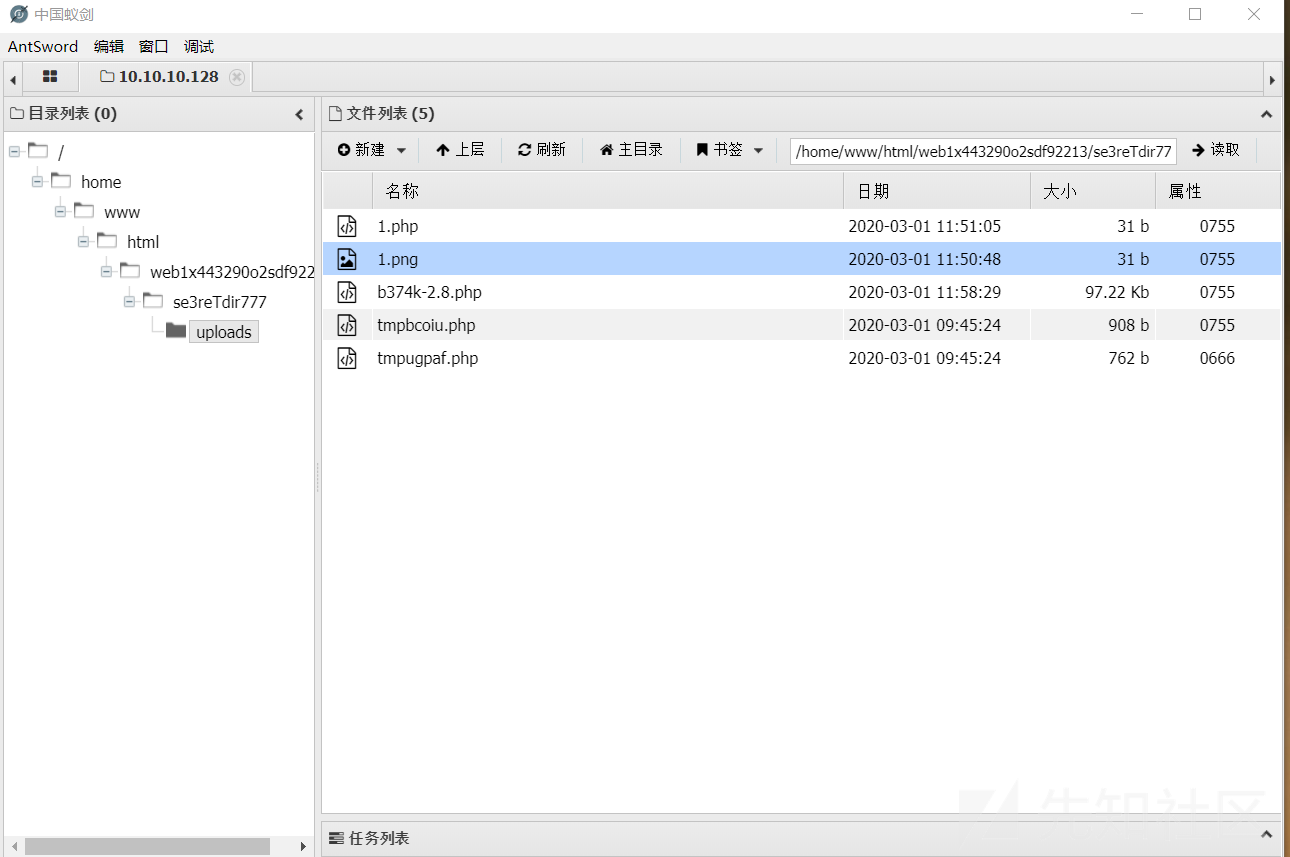 中国蚁剑
AntSword 编辑 窗口 调试
10.10.10.128
目录列表 (0)
/
home
www
html
web1x443290o2sdf922
se3reTdir777
uploads
文件列表 (5)
新建 上层 刷新 主目录 书签 /home/www/html/web1x443290o2sdf92213/se3reTdir77 读取
名称 日期 大小 属性
1.php 2020-03-01 11:51:05 31 b 0755
1.png 2020-03-01 11:50:48 31 b 0755
b374k-2.8.php 2020-03-01 11:58:29 97.22 Kb 0755
tmpbcoiu.php 2020-03-01 09:45:24 908 b 0755
tmpugpaf.php 2020-03-01 09:45:24 762 b 0666
先知社区
任务列表